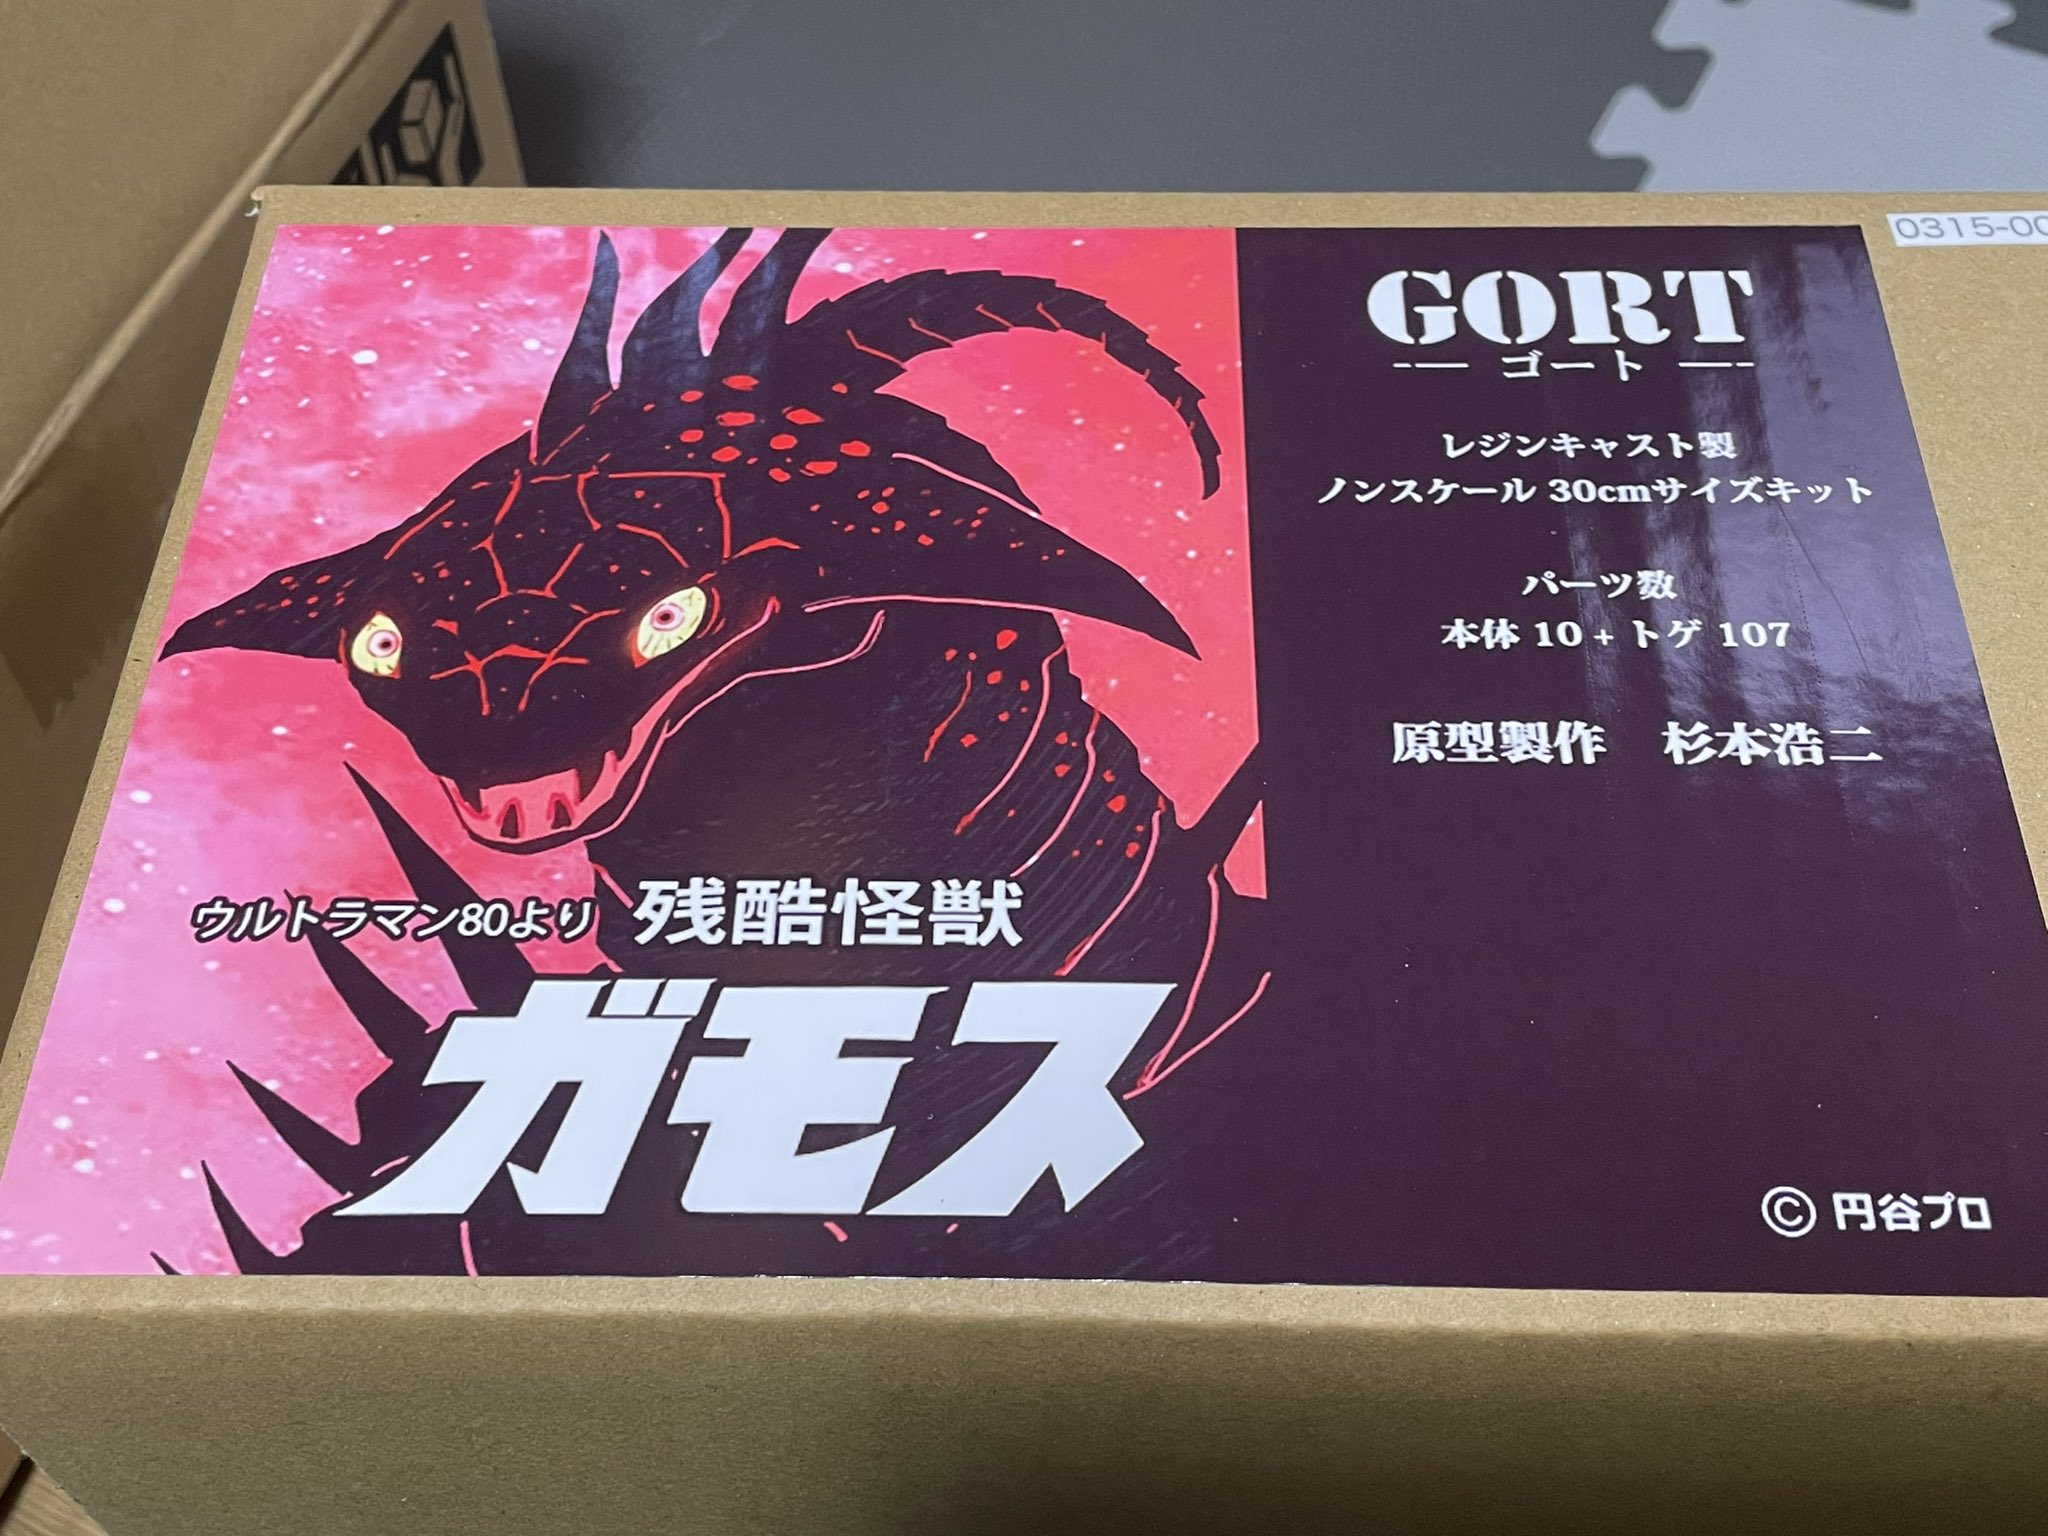 0315-00
GORT
ゴート
レジンキャスト製
ノンスケール 30cmサイズキット
パーツ数
本体 10 + トゲ 107
原型製作　杉本浩二
ウルトラマン80より 残酷怪獣
ガモス
© 円谷プロ